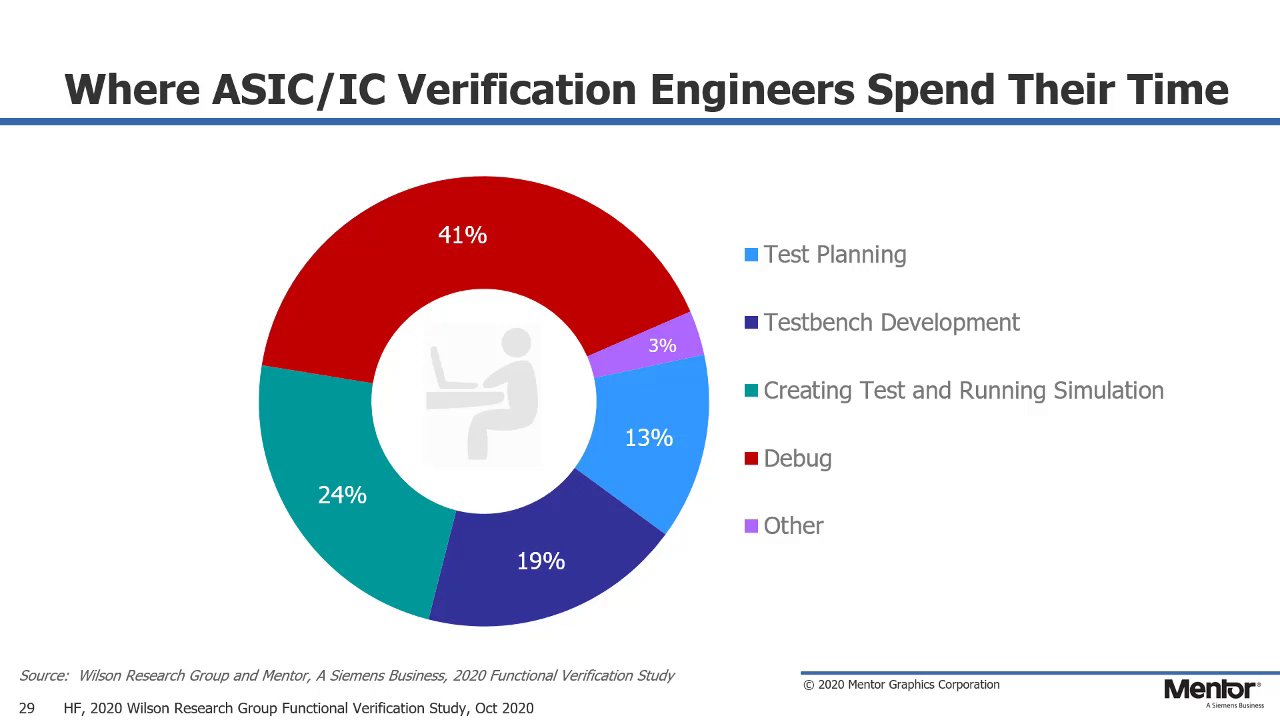 Where ASIC/IC Verification Engineers Spend Their Time
41%
3%
13%
24%
19%
Test Planning
Testbench Development
Creating Test and Running Simulation
Debug
Other
Source: Wilson Research Group and Mentor, A Siemens Business, 2020 Functional Verification Study
© 2020 Mentor Graphics Corporation
Mentor®
A Siemens Business
29 HF, 2020 Wilson Research Group Functional Verification Study, Oct 2020